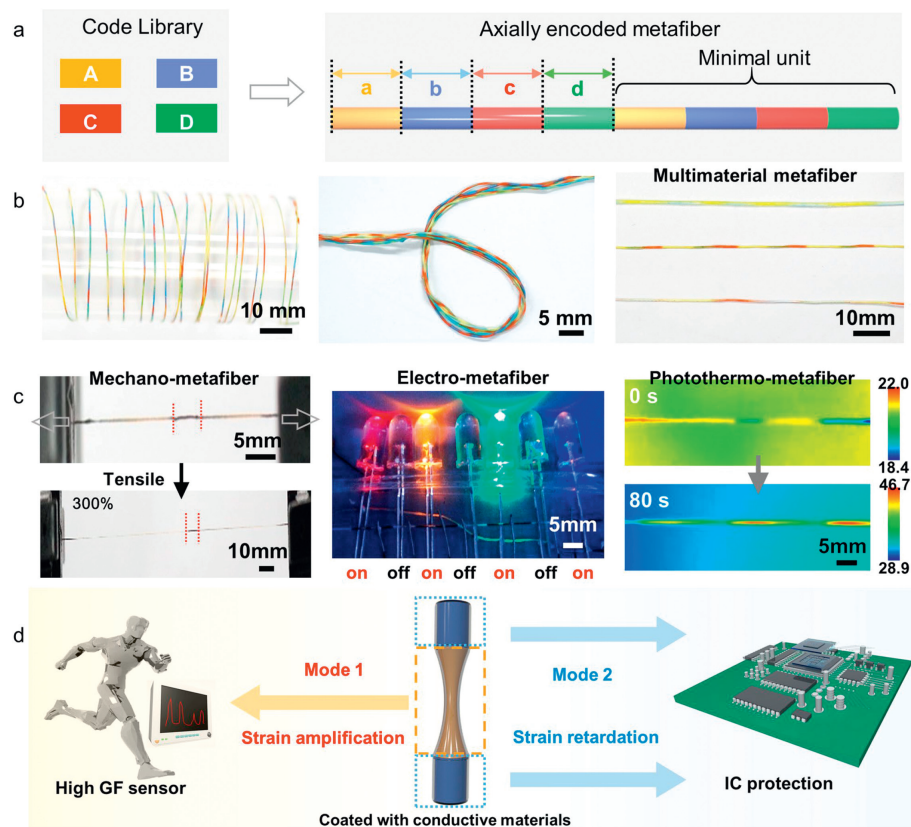 a
Code Library
A
B
C
D
Axially encoded metafiber
a
b
c
d
Minimal unit
b
10 mm
5 mm
Multimaterial metafiber
10mm
c
Mechano-metafiber
5mm
Tensile
300%
10mm
Electro-metafiber
5mm
on off on off on off on
Photothermo-metafiber
0 s
22.0
18.4
80 s
46.7
5mm
28.9
d
High GF sensor
Mode 1
Strain amplification
Coated with conductive materials
Mode 2
Strain retardation
IC protection